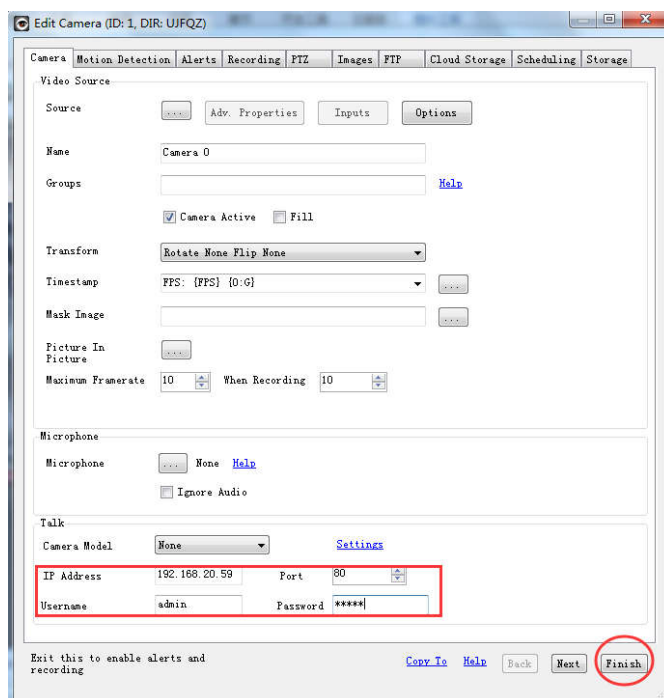 Edit Camera (ID: 1, DIR: UJFQZ)
Camera Motion Detection Alerts Recording PTZ Images FTP Cloud Storage Scheduling Storage
Video Source
Source ... Adv. Properties Inputs Options
Name Camera 0
Groups Help
Camera Active Fill
Transform Rotate None Flip None
Timestamp FPS: {FPS} {0:G} ...
Mask Image ...
Picture In
Picture ...
Maximum Framerate 10 When Recording 10
Microphone
Microphone ... None Help
Ignore Audio
Talk
Camera Model None Settings
IP Address 192.168.20.59 Port 80
Username admin Password *****
Exit this to enable alerts and
recording Copy To Help Back Next Finish